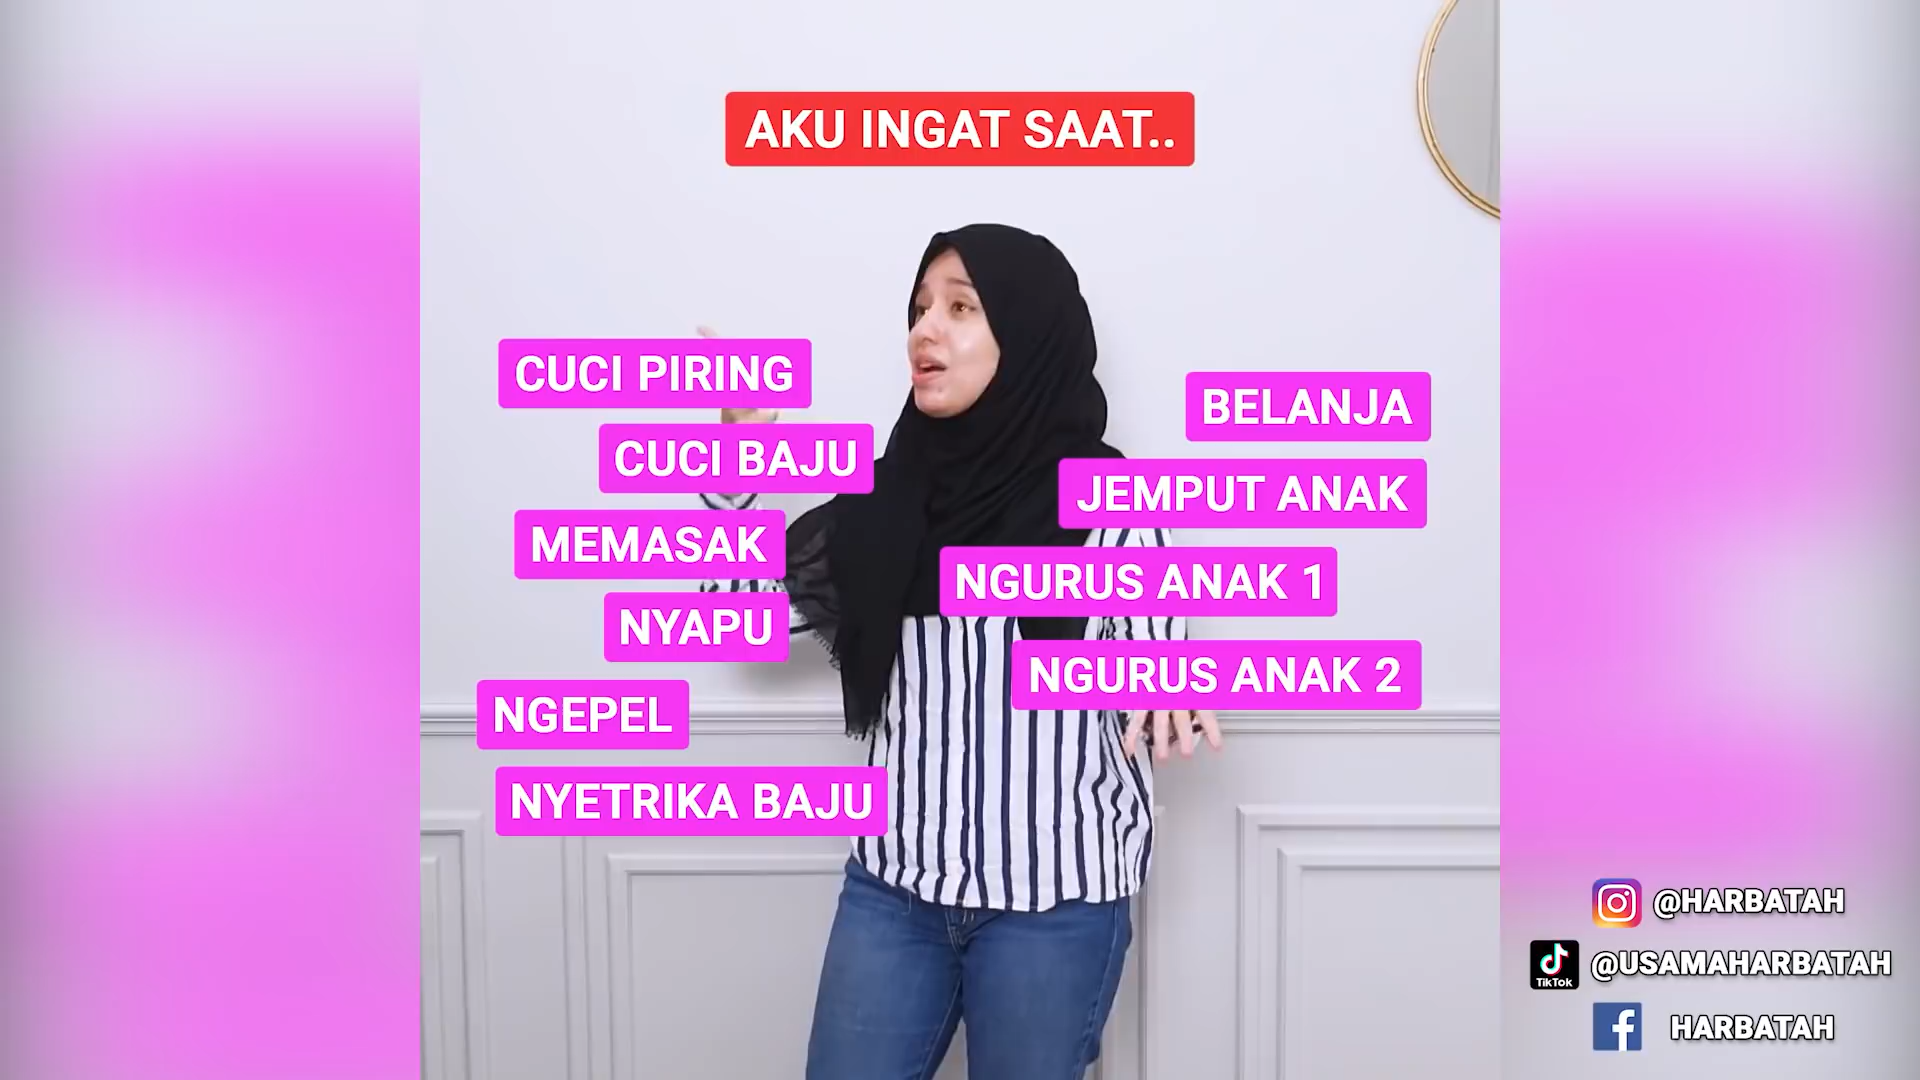 AKU INGAT SAAT..
CUCI PIRING
CUCI BAJU
MEMASAK
NYAPU
NGEPEL
NYETRIKA BAJU
BELANJA
JEMPUT ANAK
NGURUS ANAK 1
NGURUS ANAK 2
@HARBATAH
TikTok
@USAMAHARBATAH
HARBATAH